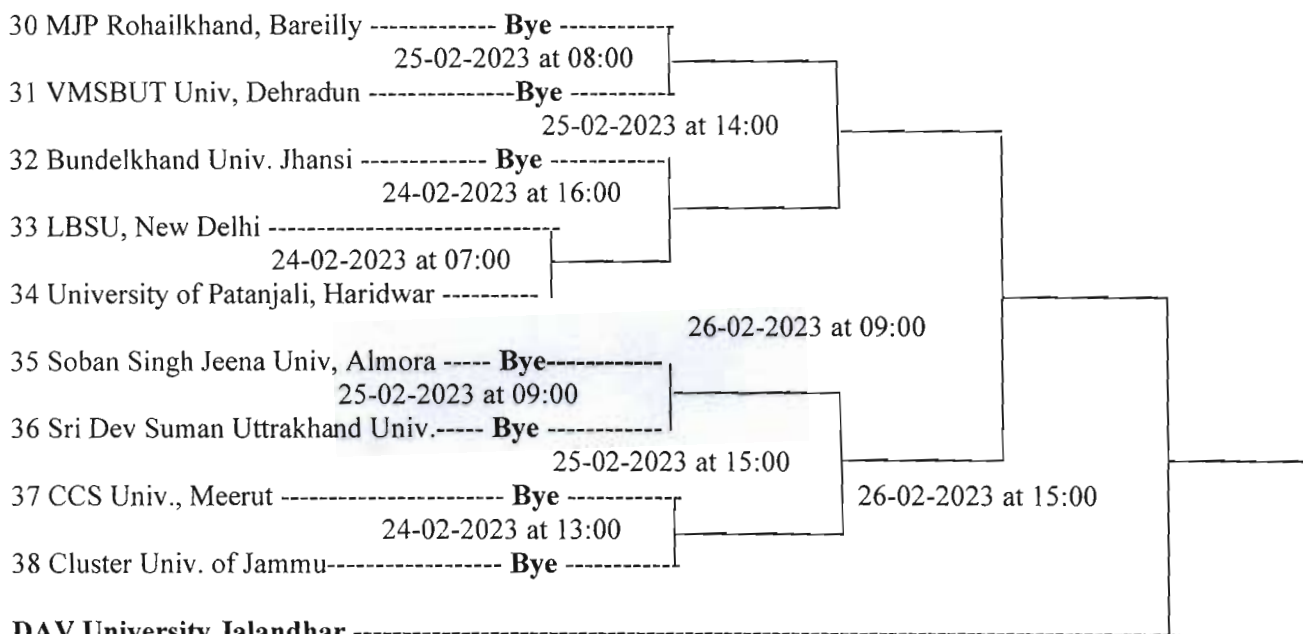 30 MJP Rohailkhand, Bareilly ------------- Bye ------------
25-02-2023 at 08:00
31 VMSBUT Univ, Dehradun ---------------Bye -----------
25-02-2023 at 14:00
32 Bundelkhand Univ. Jhansi ------------- Bye ------------
24-02-2023 at 16:00
33 LBSU, New Delhi ------------------------------
24-02-2023 at 07:00
34 University of Patanjali, Haridwar ----------
26-02-2023 at 09:00
35 Soban Singh Jeena Univ, Almora ----- Bye------------
25-02-2023 at 09:00
36 Sri Dev Suman Uttrakhand Univ.----- Bye ------------
25-02-2023 at 15:00
37 CCS Univ., Meerut ----------------------- Bye -----------
26-02-2023 at 15:00
24-02-2023 at 13:00
38 Cluster Univ. of Jammu------------------ Bye ------------
DAV University Jalandhar ------------------------------------------------------------